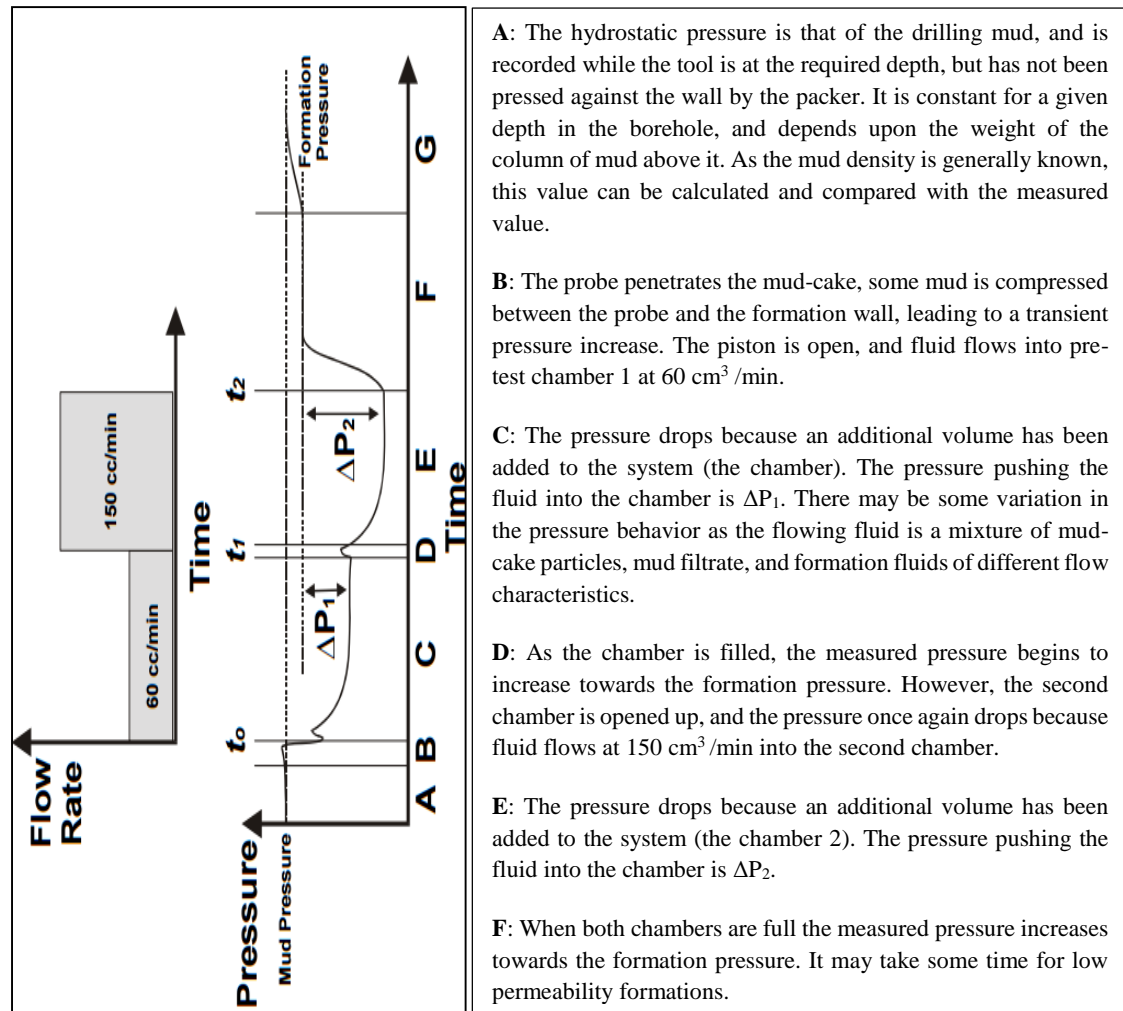 Flow
Rate
60 cc/min
150 cc/min
Time
Pressure
Mud Pressure
Formation
Pressure
t0
t1
t2
ΔP1
ΔP2
A B C D E F G
Time
A: The hydrostatic pressure is that of the drilling mud, and is
recorded while the tool is at the required depth, but has not been
pressed against the wall by the packer. It is constant for a given
depth in the borehole, and depends upon the weight of the
column of mud above it. As the mud density is generally known,
this value can be calculated and compared with the measured
value.
B: The probe penetrates the mud-cake, some mud is compressed
between the probe and the formation wall, leading to a transient
pressure increase. The piston is open, and fluid flows into pre-
test chamber 1 at 60 cm³ /min.
C: The pressure drops because an additional volume has been
added to the system (the chamber). The pressure pushing the
fluid into the chamber is ΔP₁. There may be some variation in
the pressure behavior as the flowing fluid is a mixture of mud-
cake particles, mud filtrate, and formation fluids of different flow
characteristics.
D: As the chamber is filled, the measured pressure begins to
increase towards the formation pressure. However, the second
chamber is opened up, and the pressure once again drops because
fluid flows at 150 cm³ /min into the second chamber.
E: The pressure drops because an additional volume has been
added to the system (the chamber 2). The pressure pushing the
fluid into the chamber is ΔP₂.
F: When both chambers are full the measured pressure increases
towards the formation pressure. It may take some time for low
permeability formations.